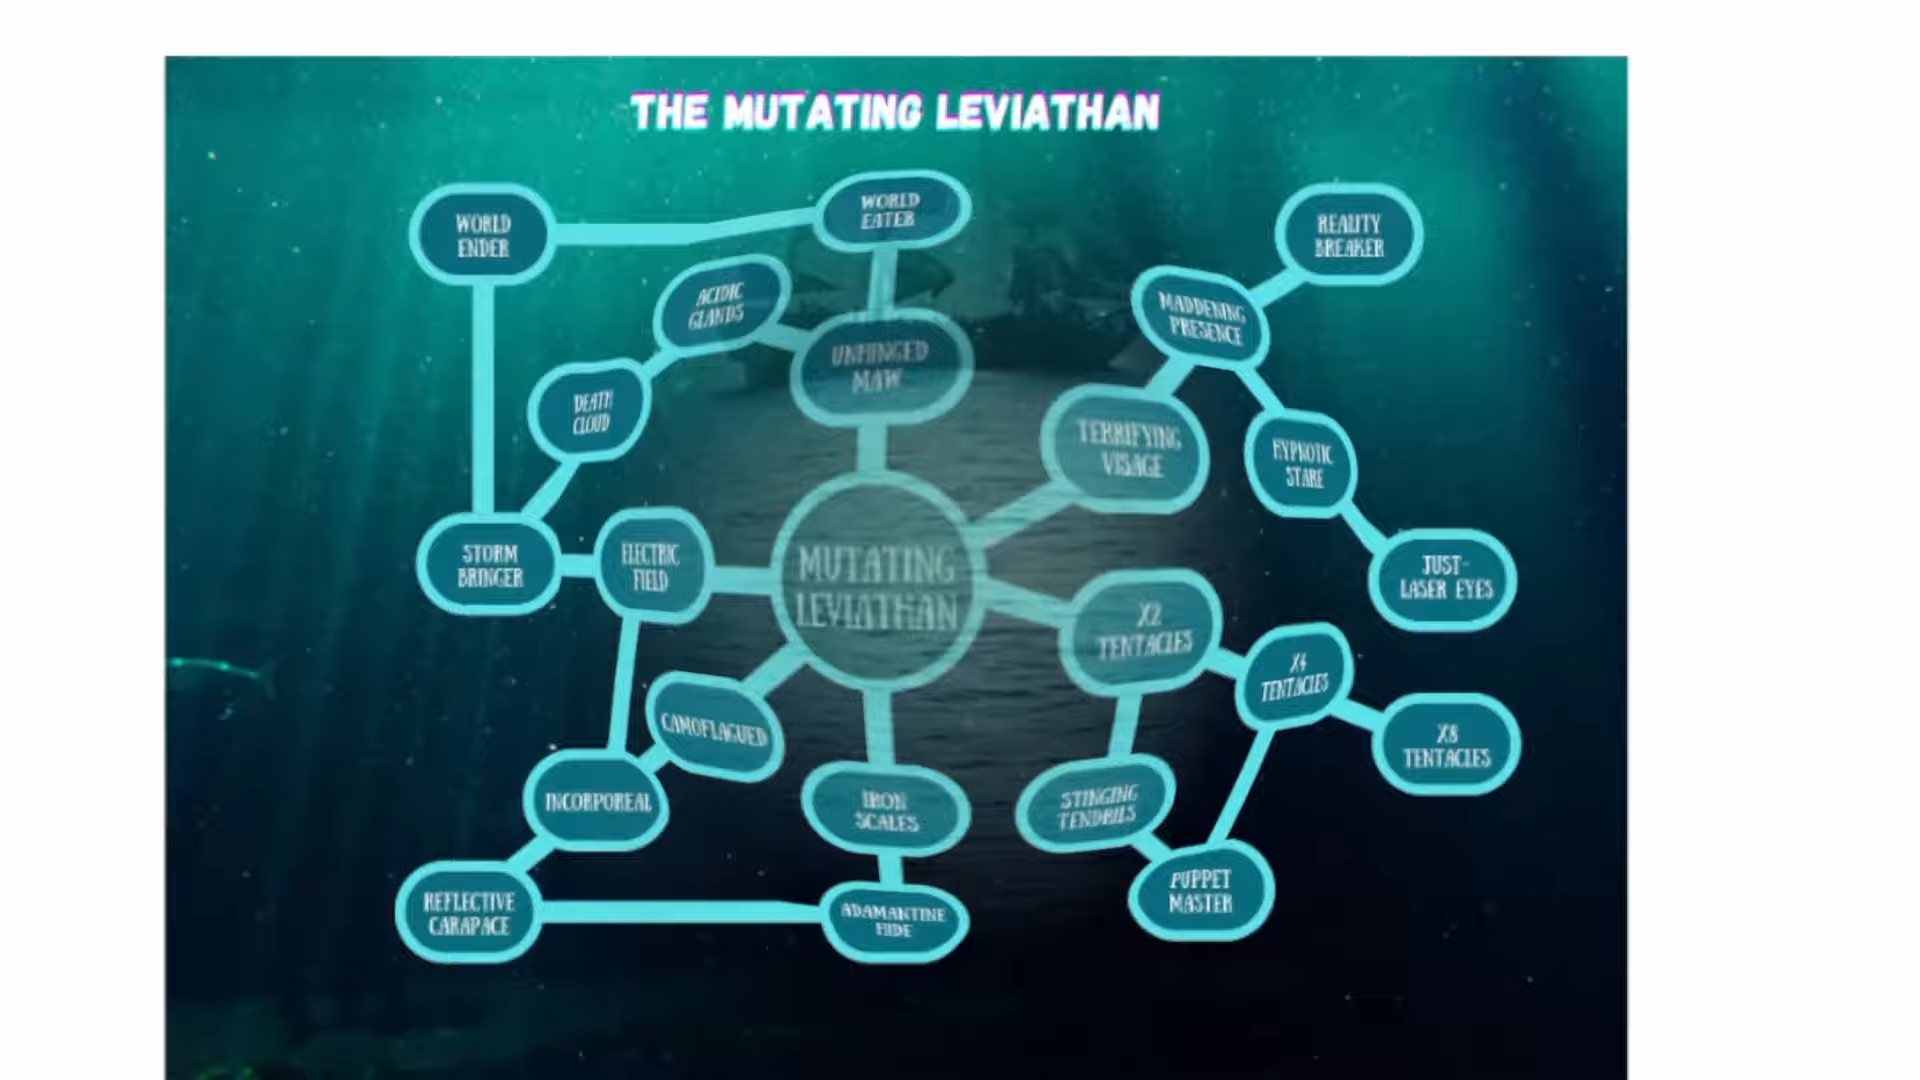 THE MUTATING LEVIATHAN
WORLD
ENDER
WORLD
EATER
REALITY
BREAKER
ACIDIC
GLANDS
MADDENING
PRESENCE
UNHINGED
MAW
DEATH
CLOUD
TERRIFYING
VISAGE
HYPNOTIC
STARE
STORM
BRINGER
ELECTRIC
FIELD
MUTATING
LEVIATHAN
JUST-
LASER EYES
X2
TENTACLES
X4
TENTACLES
X8
TENTACLES
CAMOFLAGUED
INCORPOREAL
IRON
SCALES
STINGING
TENDRILS
PUPPET
MASTER
REFLECTIVE
CARAPACE
ADAMANTINE
HIDE